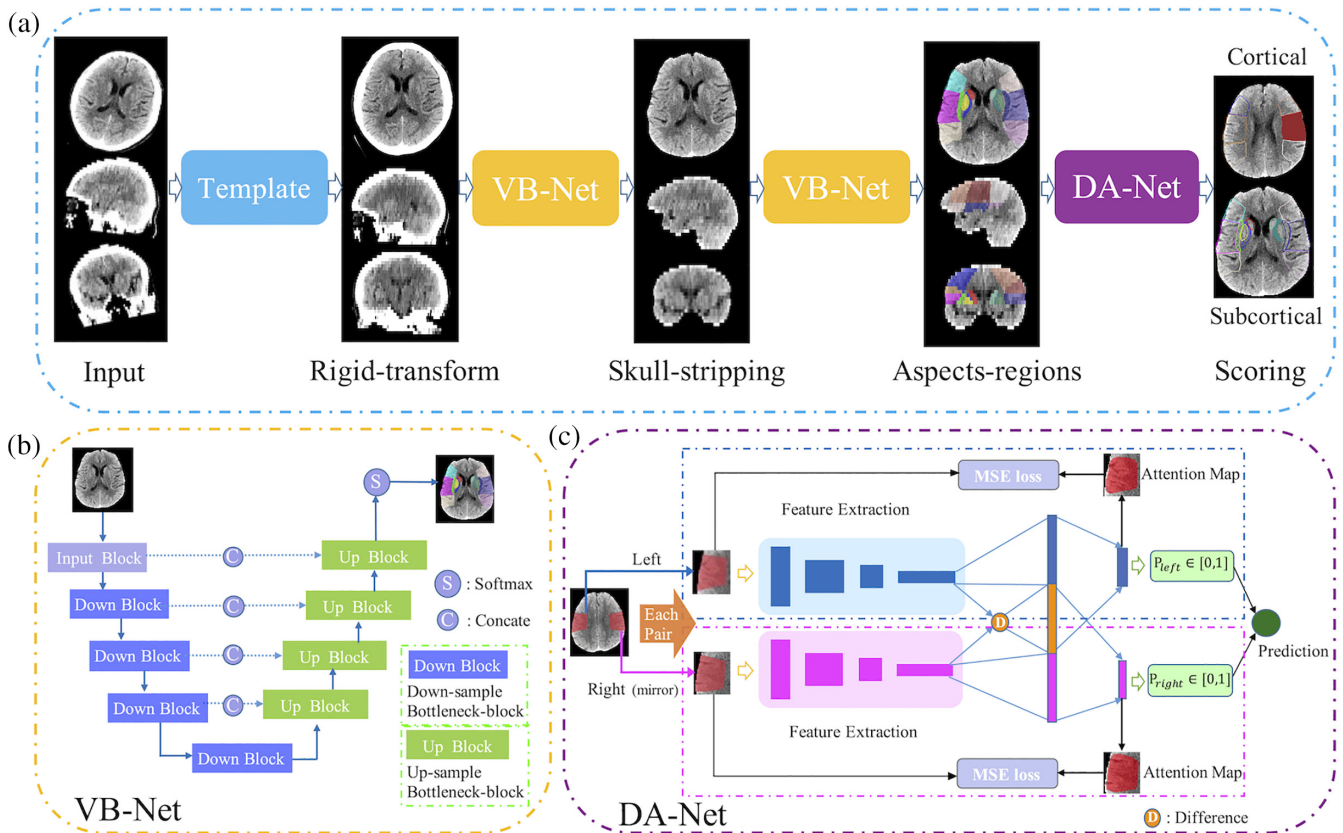 (a)
Cortical
Template
VB-Net
VB-Net
DA-Net
Subcortical
Input
Rigid-transform
Skull-stripping
Aspects-regions
Scoring
(b)
S
Input Block
C
Up Block
Down Block
C
Up Block
Down Block
C
Up Block
Down Block
C
Up Block
Down Block
S : Softmax
C : Concate
Down Block
Down-sample
Bottleneck-block
Up Block
Up-sample
Bottleneck-block
VB-Net
(c)
MSE loss
Attention Map
Feature Extraction
Left
Each
Pair
Right (mirror)
D
P_left ∈ [0,1]
P_right ∈ [0,1]
Prediction
Feature Extraction
MSE loss
Attention Map
DA-Net
D : Difference